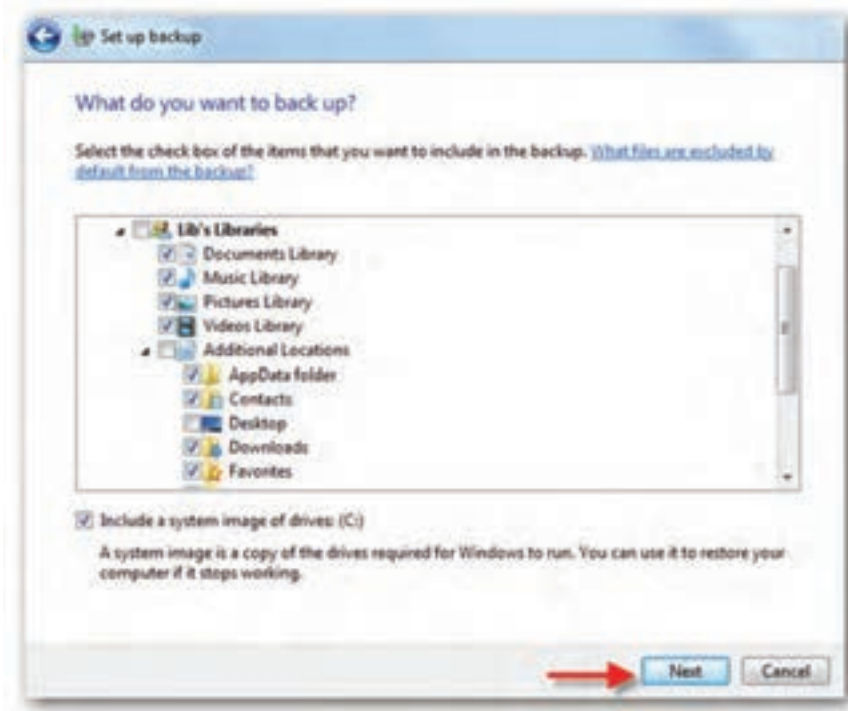 Set up backup
What do you want to back up?
Select the check box of the items that you want to include in the backup. What files are excluded by
default from the backup?
Lib's Libraries
Documents Library
Music Library
Pictures Library
Videos Library
Additional Locations
AppData folder
Contacts
Desktop
Downloads
Favorites
Include a system image of drives: (C:)
A system image is a copy of the drives required for Windows to run. You can use it to restore your
computer if it stops working.
Next Cancel